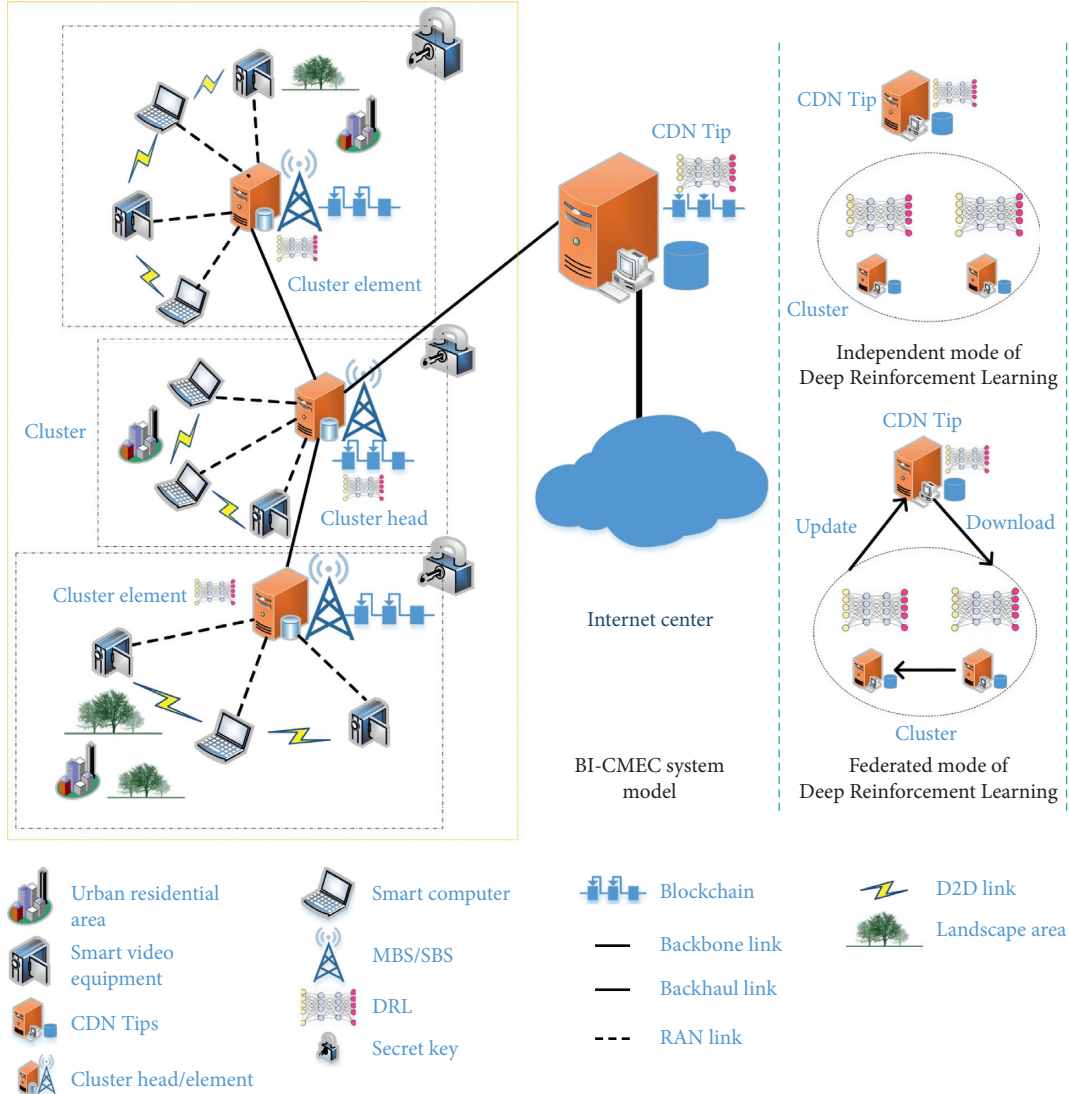 CDN Tip
Cluster element
Cluster
Cluster head
Cluster element
Internet center
BI-CMEC system
model
CDN Tip
Cluster
Independent mode of
Deep Reinforcement Learning
CDN Tip
Update
Download
Cluster
Federated mode of
Deep Reinforcement Learning
Urban residential
area
Smart video
equipment
CDN Tips
Cluster head/element
Smart computer
MBS/SBS
DRL
Secret key
Blockchain
Backbone link
Backhaul link
RAN link
D2D link
Landscape area